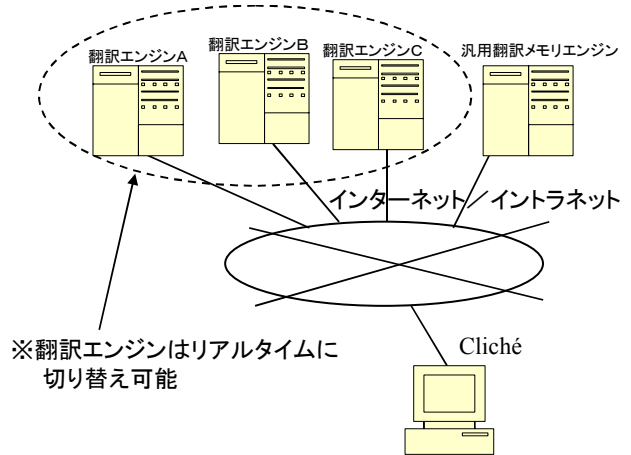 翻訳エンジンA
翻訳エンジンB
翻訳エンジンC
汎用翻訳メモリエンジン
インターネット／イントラネット
※翻訳エンジンはリアルタイムに
切り替え可能
Cliché